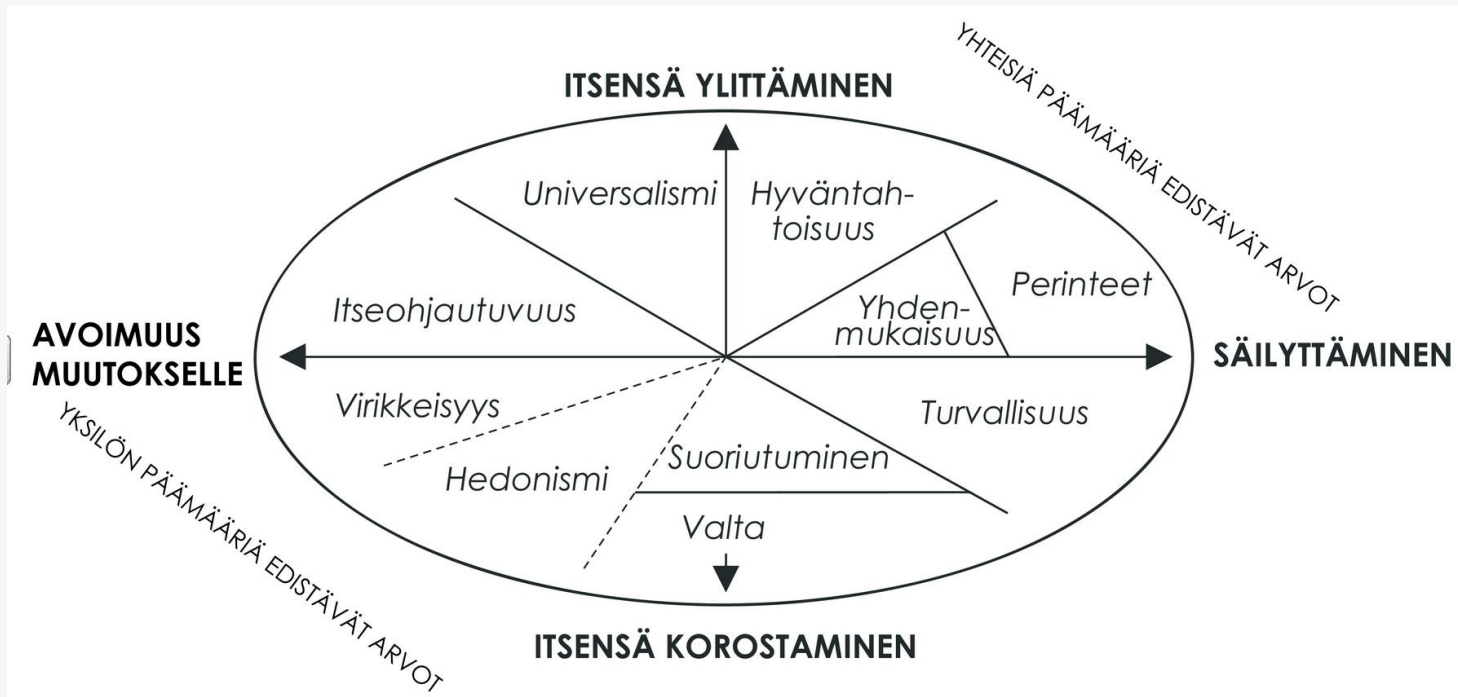 YHTEISIÄ PÄÄMÄÄRIÄ EDISTÄVÄT ARVOT
ITSENSÄ YLITTÄMINEN
Universalismi
Hyväntah-
toisuus
Perinteet
Itseohjautuvuus
Yhden-
mukaisuus
AVOIMUUS
MUUTOKSELLE
SÄILYTTÄMINEN
Virikkeisyys
Turvallisuus
Hedonismi
Suoriutuminen
Valta
YKSILÖN PÄÄMÄÄRIÄ EDISTÄVÄT ARVOT
ITSENSÄ KOROSTAMINEN